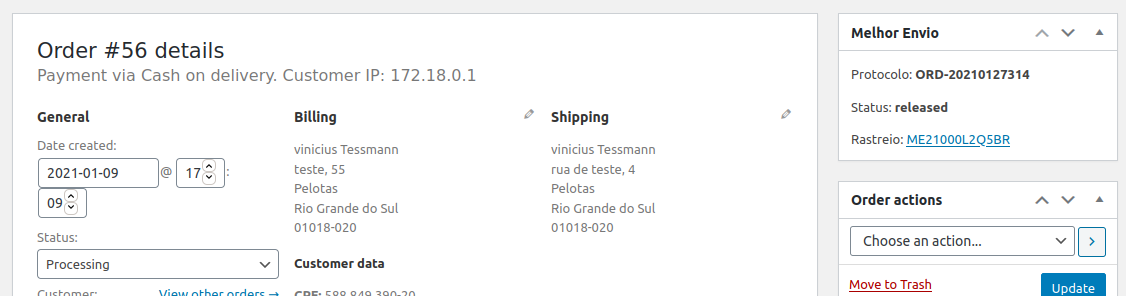 Order #56 details
Payment via Cash on delivery. Customer IP: 172.18.0.1
General
Date created:
2021-01-09 @ 17 :
09
Status:
Processing
Customer: View other orders →
Billing
vinicius Tessmann
teste, 55
Pelotas
Rio Grande do Sul
01018-020
Customer data
CPF: 588.849.390-20
Shipping
vinicius Tessmann
rua de teste, 4
Pelotas
Rio Grande do Sul
01018-020
Melhor Envio
Protocolo: ORD-20210127314
Status: released
Rastreio: ME21000L2Q5BR
Order actions
Choose an action...
Move to Trash
Update